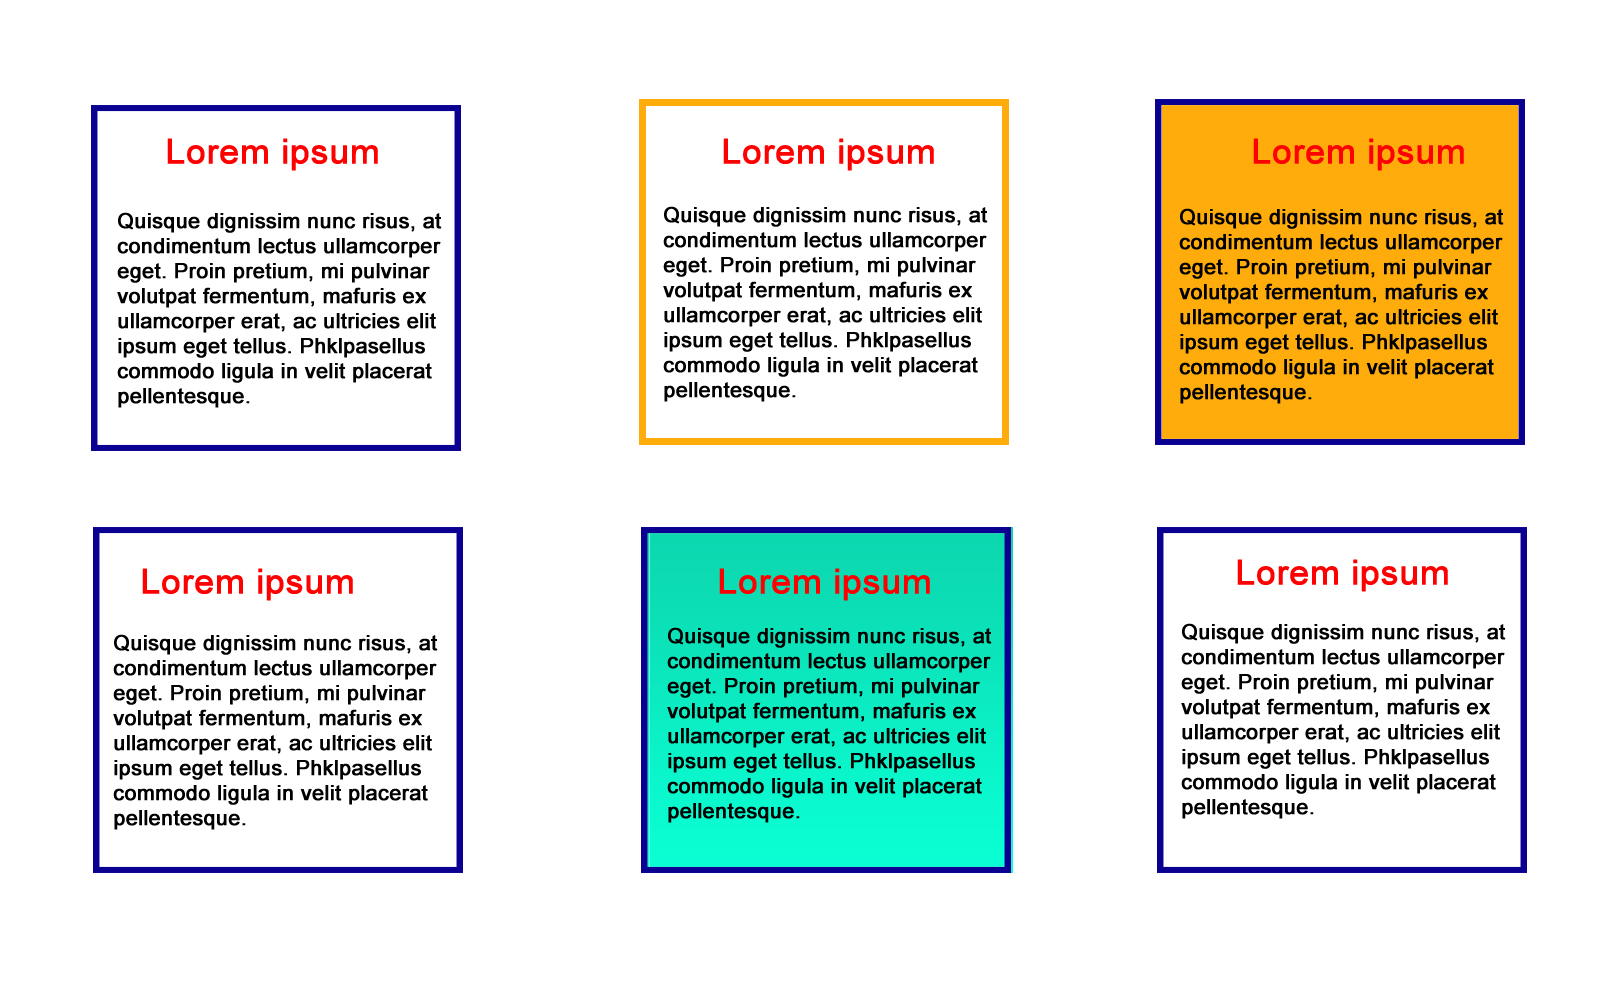 Lorem ipsum
Quisque dignissim nunc risus, at
condimentum lectus ullamcorper
eget. Proin pretium, mi pulvinar
volutpat fermentum, mafuris ex
ullamcorper erat, ac ultricies elit
ipsum eget tellus. Phklpasellus
commodo ligula in velit placerat
pellentesque.
Lorem ipsum
Quisque dignissim nunc risus, at
condimentum lectus ullamcorper
eget. Proin pretium, mi pulvinar
volutpat fermentum, mafuris ex
ullamcorper erat, ac ultricies elit
ipsum eget tellus. Phklpasellus
commodo ligula in velit placerat
pellentesque.
Lorem ipsum
Quisque dignissim nunc risus, at
condimentum lectus ullamcorper
eget. Proin pretium, mi pulvinar
volutpat fermentum, mafuris ex
ullamcorper erat, ac ultricies elit
ipsum eget tellus. Phklpasellus
commodo ligula in velit placerat
pellentesque.
Lorem ipsum
Quisque dignissim nunc risus, at
condimentum lectus ullamcorper
eget. Proin pretium, mi pulvinar
volutpat fermentum, mafuris ex
ullamcorper erat, ac ultricies elit
ipsum eget tellus. Phklpasellus
commodo ligula in velit placerat
pellentesque.
Lorem ipsum
Quisque dignissim nunc risus, at
condimentum lectus ullamcorper
eget. Proin pretium, mi pulvinar
volutpat fermentum, mafuris ex
ullamcorper erat, ac ultricies elit
ipsum eget tellus. Phklpasellus
commodo ligula in velit placerat
pellentesque.
Lorem ipsum
Quisque dignissim nunc risus, at
condimentum lectus ullamcorper
eget. Proin pretium, mi pulvinar
volutpat fermentum, mafuris ex
ullamcorper erat, ac ultricies elit
ipsum eget tellus. Phklpasellus
commodo ligula in velit placerat
pellentesque.